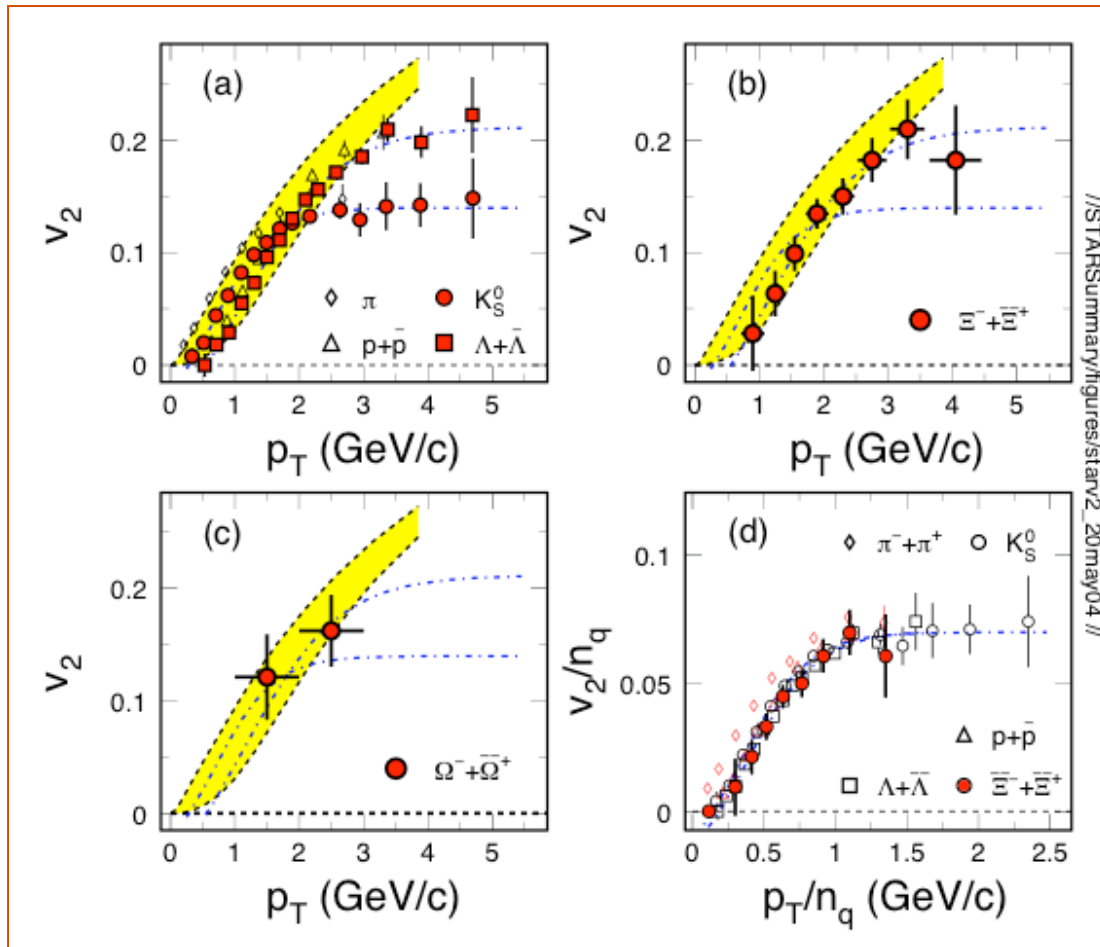 (a)
0.2
0.1
0
v2
π K0S
p+p̄ Λ+Λ̄
0 1 2 3 4 5
pT (GeV/c)
(b)
0.2
0.1
0
v2
Ξ⁻+Ξ̄⁺
0 1 2 3 4 5
pT (GeV/c)
(c)
0.2
0.1
0
v2
Ω⁻+Ω̄⁺
0 1 2 3 4 5
pT (GeV/c)
(d)
0.1
0.05
0
v2/nq
π⁻+π⁺ K0S
p+p̄
Λ+Λ̄ Ξ̄⁻+Ξ̄⁺
0 0.5 1 1.5 2 2.5
pT/nq (GeV/c)
//STARSummary/figures/starv2_20may04 //